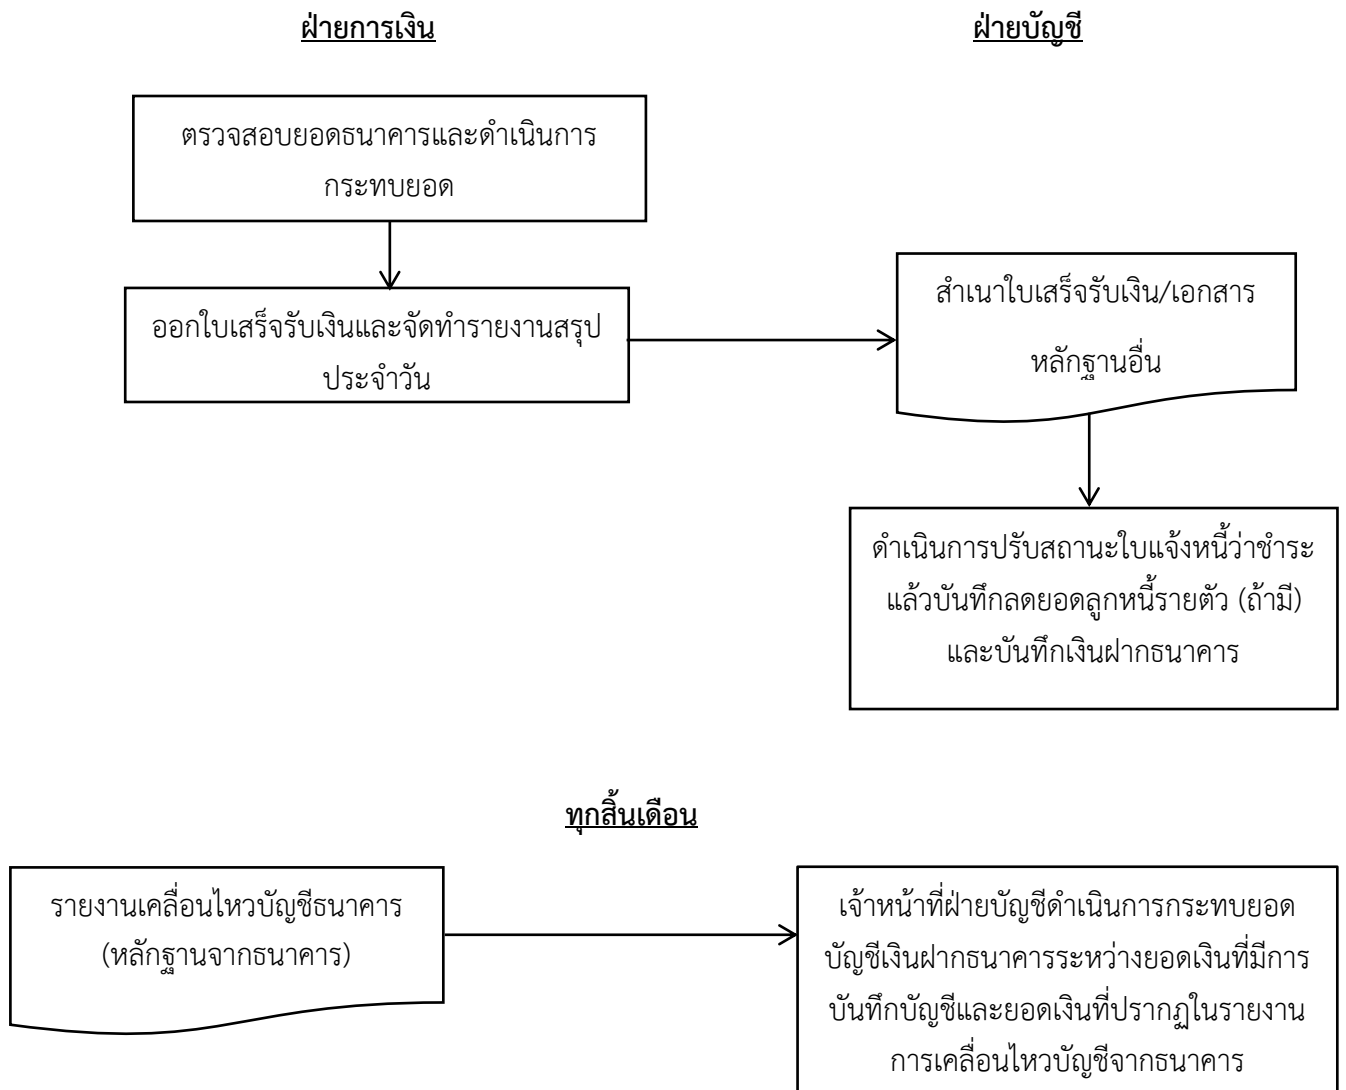 ฝ่ายการเงิน
ฝ่ายบัญชี
ตรวจสอบยอดธนาคารและดำเนินการ
กระทบยอด
ออกใบเสร็จรับเงินและจัดทำรายงานสรุป
ประจำวัน
สำเนาใบเสร็จรับเงิน/เอกสาร
หลักฐานอื่น
ดำเนินการปรับสถานะใบแจ้งหนี้ว่าชำระ
แล้วบันทึกลดยอดลูกหนี้รายตัว (ถ้ามี)
และบันทึกเงินฝากธนาคาร
ทุกสิ้นเดือน
รายงานเคลื่อนไหวบัญชีธนาคาร
(หลักฐานจากธนาคาร)
เจ้าหน้าที่ฝ่ายบัญชีดำเนินการกระทบยอด
บัญชีเงินฝากธนาคารระหว่างยอดเงินที่มีการ
บันทึกบัญชีและยอดเงินที่ปรากฏในรายงาน
การเคลื่อนไหวบัญชีจากธนาคาร